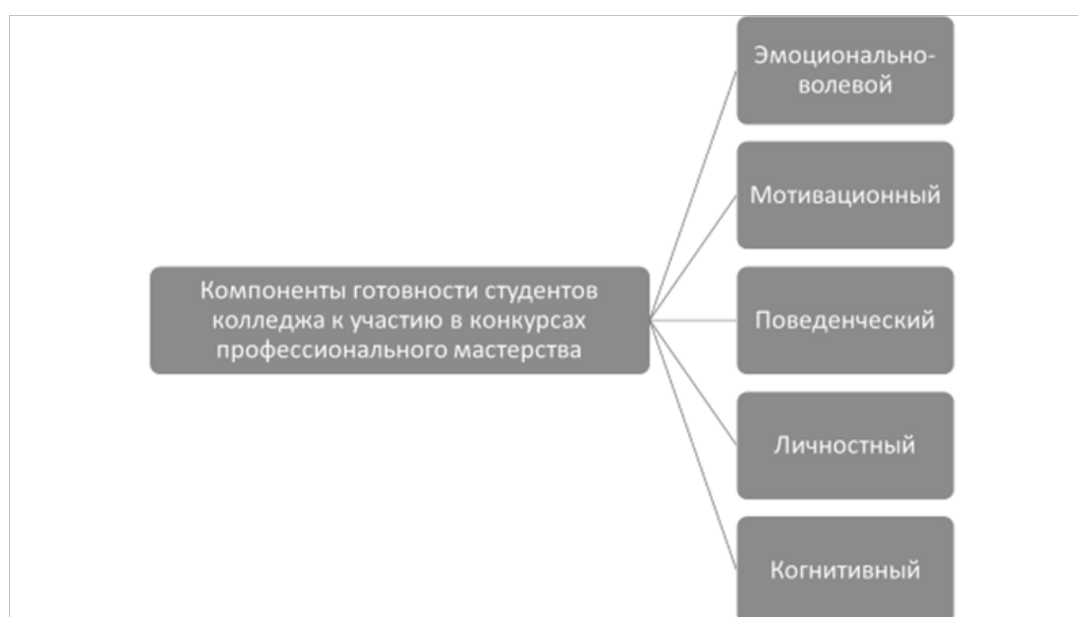 Эмоционально-
волевой
Мотивационный
Компоненты готовности студентов
колледжа к участию в конкурсах
профессионального мастерства
Поведенческий
Личностный
Когнитивный